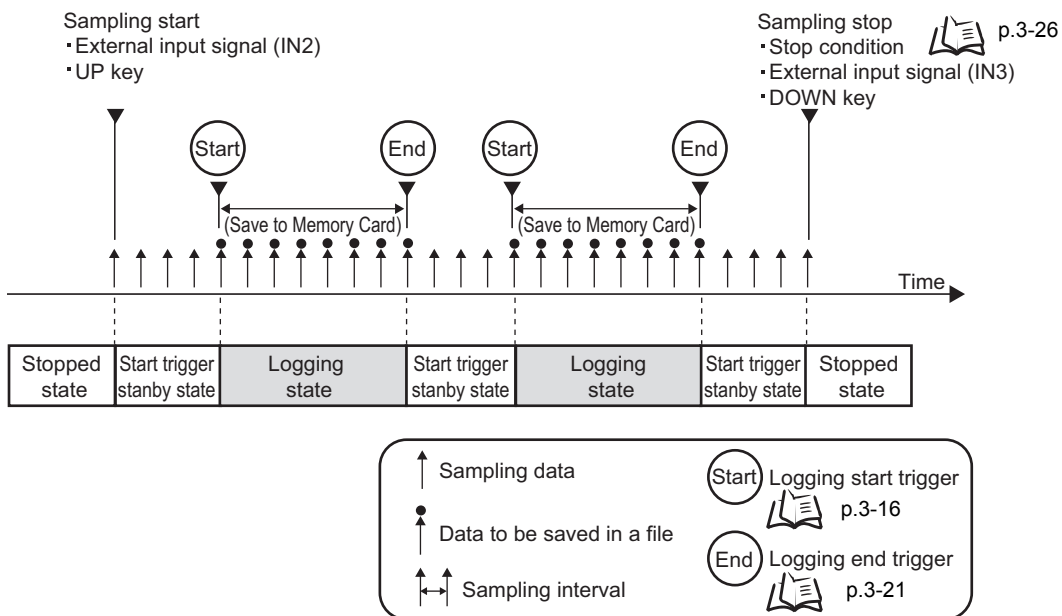 Sampling start
・External input signal (IN2)
・UP key
Sampling stop
・Stop condition
p.3-26
・External input signal (IN3)
・DOWN key
Start
End
Start
End
(Save to Memory Card)
(Save to Memory Card)
Time
Stopped
state
Start trigger
stanby state
Logging
state
Start trigger
stanby state
Logging
state
Start trigger
stanby state
Stopped
state
Sampling data
Data to be saved in a file
Sampling interval
Start
Logging start trigger
p.3-16
End
Logging end trigger
p.3-21